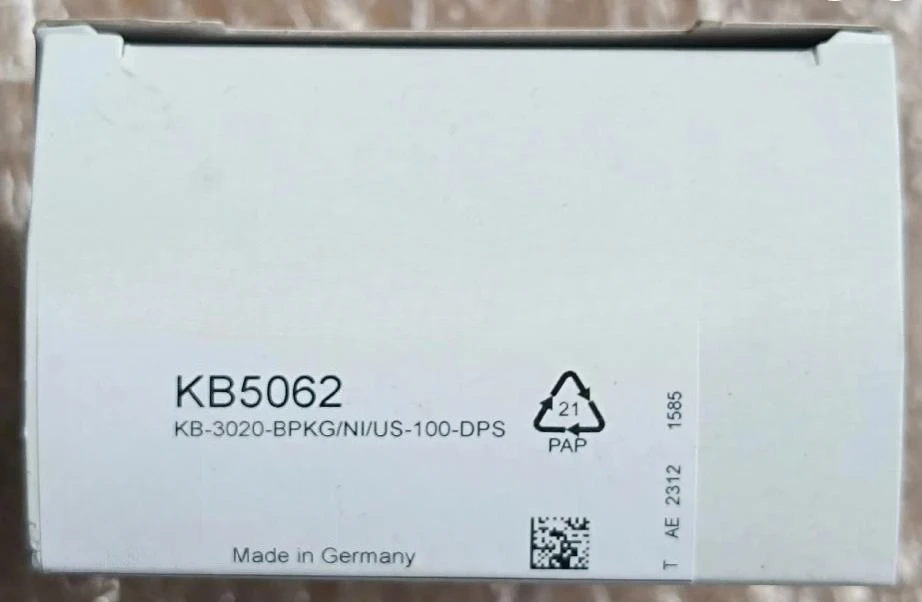 KB5062
KB-3020-BPKG/NI/US-100-DPS
21
PAP
Made in Germany
T AE 2312 1585